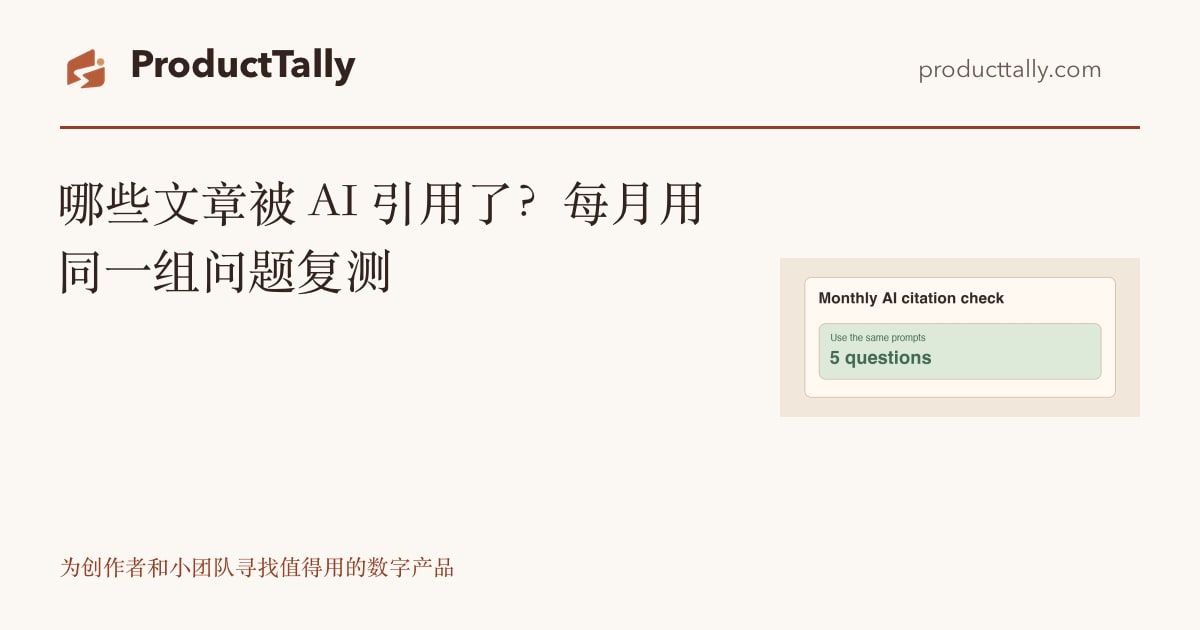 ProductTally
producttally.com
哪些文章被 AI 引用了？每月用
同一组问题复测
Monthly AI citation check
Use the same prompts
5 questions
为创作者和小团队寻找值得用的数字产品